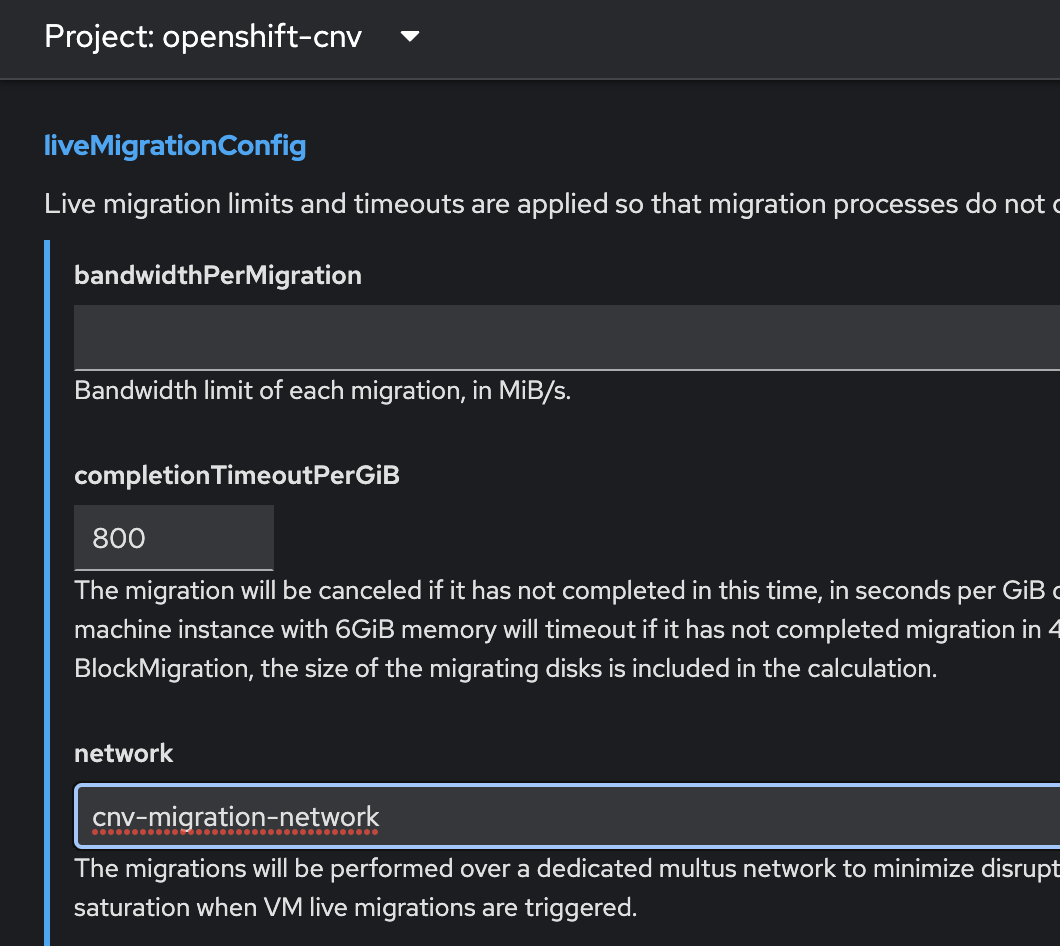 Project: openshift-cnv
liveMigrationConfig
Live migration limits and timeouts are applied so that migration processes do not
bandwidthPerMigration
Bandwidth limit of each migration, in MiB/s.
completionTimeoutPerGiB
800
The migration will be canceled if it has not completed in this time, in seconds per GiB
machine instance with 6GiB memory will timeout if it has not completed migration in 4
BlockMigration, the size of the migrating disks is included in the calculation.
network
cnv-migration-network
The migrations will be performed over a dedicated multus network to minimize disrupt
saturation when VM live migrations are triggered.